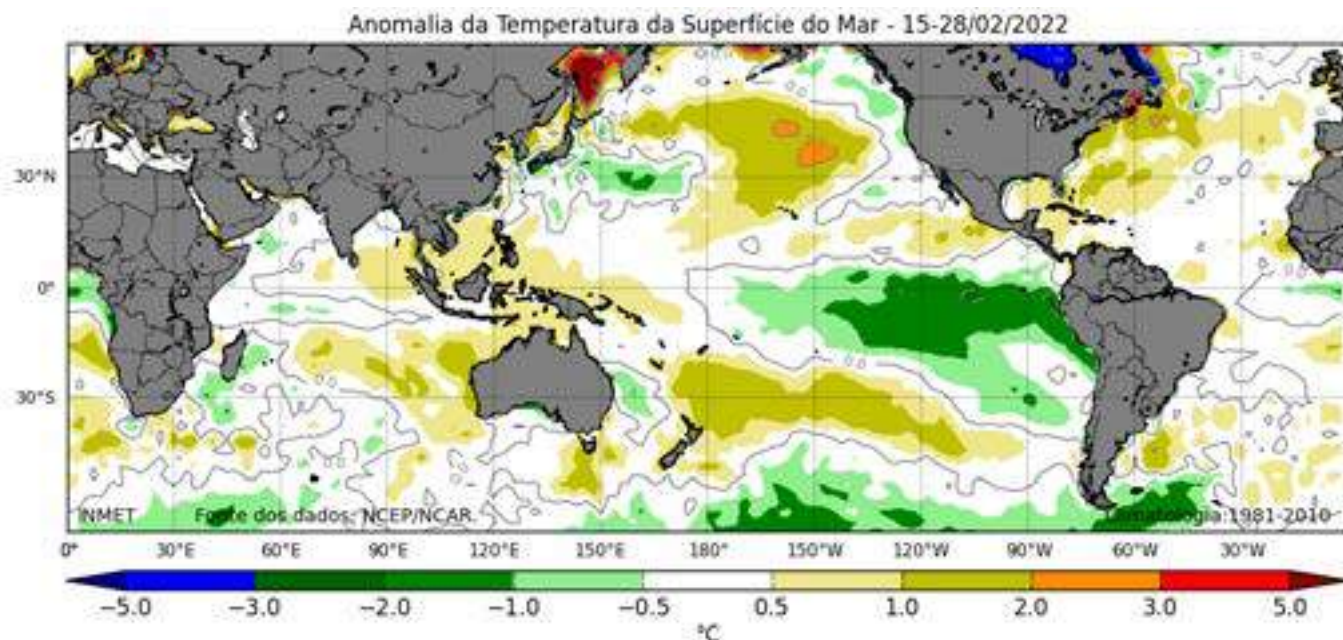 Anomalia da Temperatura da Superfície do Mar - 15-28/02/2022
30°N
0°
30°S
INMET Fonte dos dados: NCEP/NCAR. Climatologia:1981-2010
0° 30°E 60°E 90°E 120°E 150°E 180° 150°W 120°W 90°W 60°W 30°W
−5.0 −3.0 −2.0 −1.0 −0.5 0.5 1.0 2.0 3.0 5.0
°C